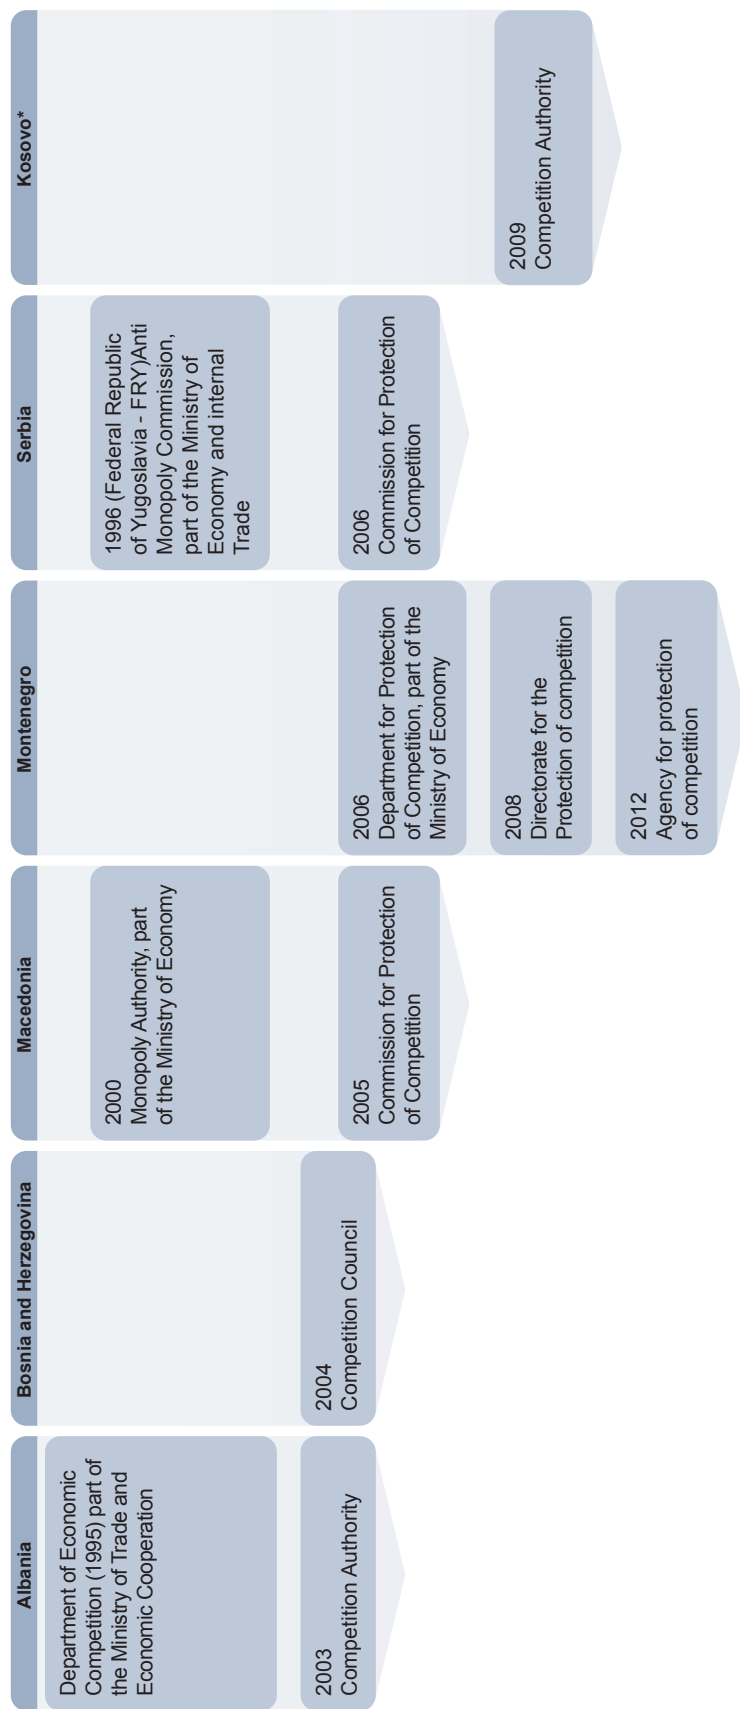 Albania
Department of Economic
Competition (1995) part of
the Ministry of Trade and
Economic Cooperation
2003
Competition Authority
Bosnia and Herzegovina
2004
Competition Council
Macedonia
2000
Monopoly Authority, part
of the Ministry of Economy
2005
Commission for Protection
of Competition
Montenegro
2006
Department for Protection
of Competition, part of the
Ministry of Economy
2008
Directorate for the
Protection of competition
2012
Agency for protection
of competition
Serbia
1996 (Federal Republic
of Yugoslavia - FRY)Anti
Monopoly Commission,
part of the Ministry of
Economy and internal
Trade
2006
Commission for Protection
of Competition
Kosovo*
2009
Competition Authority